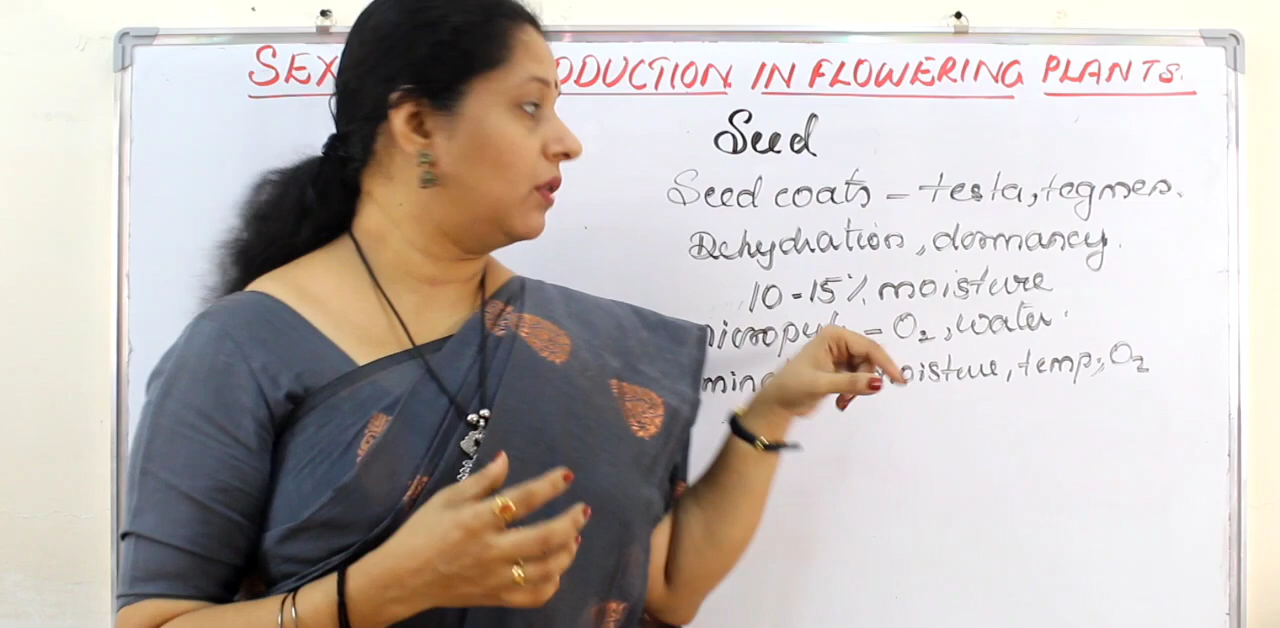 SEX ODUCTION IN FLOWERING PLANTS.
Seed
Seed coats - testa, tegmen.
Dehydration, dormancy.
10-15% moisture
micropyle - O2, water.
moisture, temp, O2